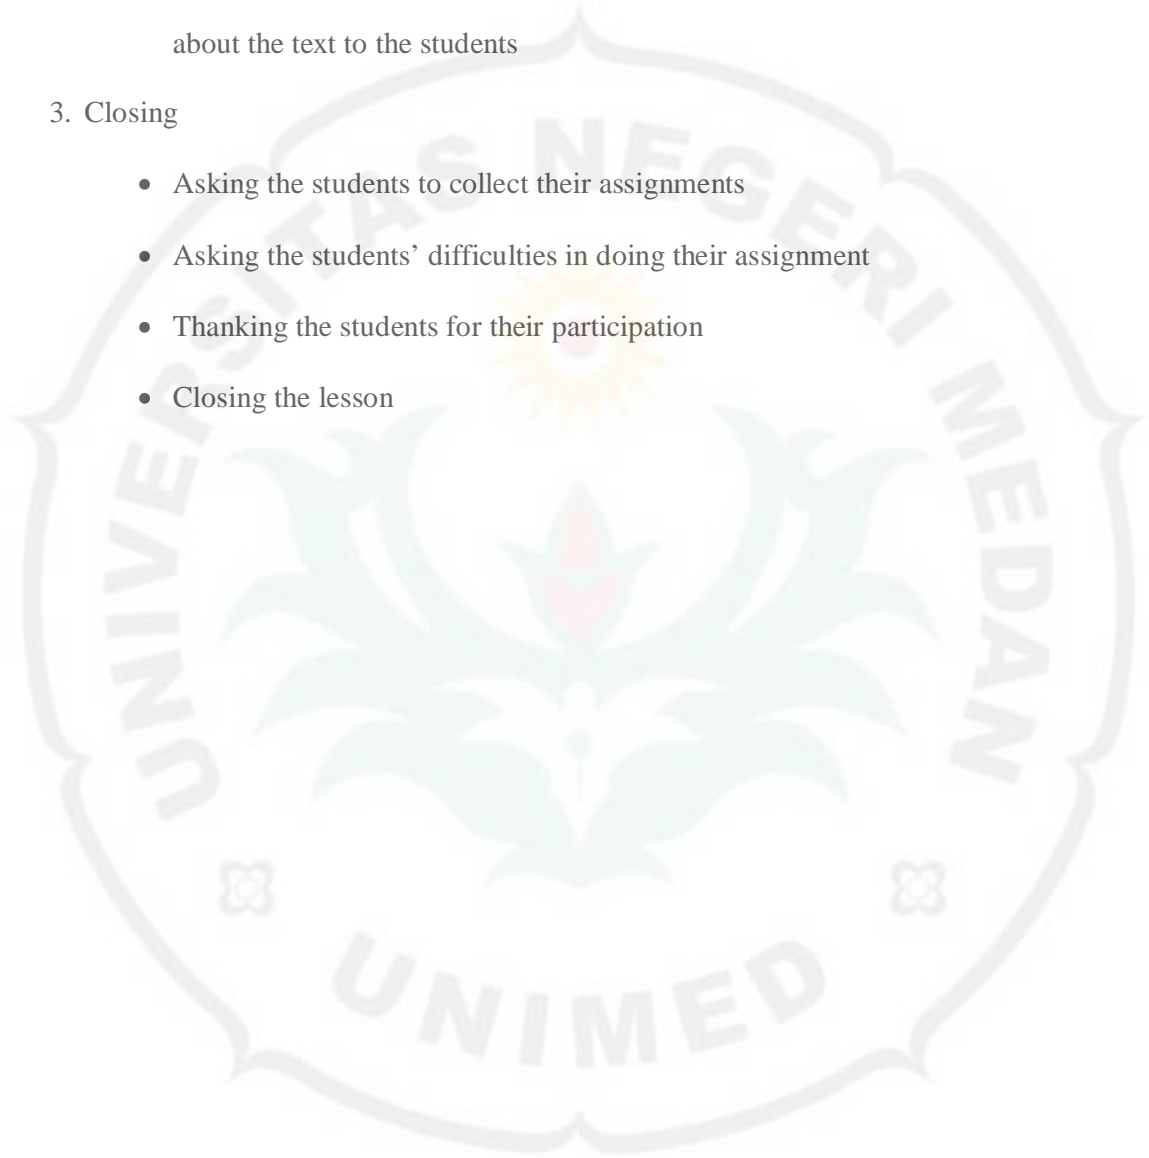 about the text to the students
3. Closing
• Asking the students to collect their assignments
• Asking the students’ difficulties in doing their assignment
• Thanking the students for their participation
• Closing the lesson
UNIVERSITAS NEGERI MEDAN
UNIMED